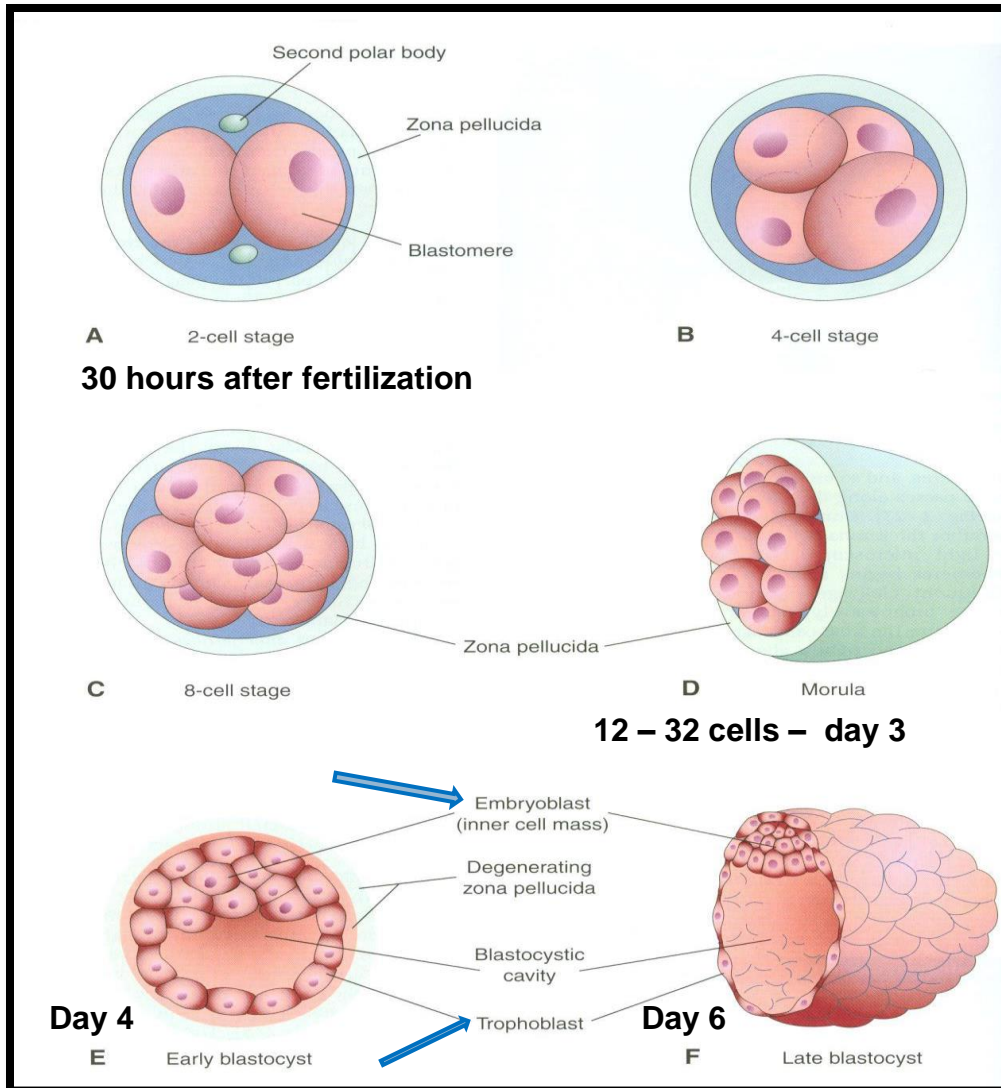 Second polar body
Zona pellucida
Blastomere
A 2-cell stage
B 4-cell stage
30 hours after fertilization
Zona pellucida
C 8-cell stage
D Morula
12 – 32 cells – day 3
Embryoblast
(inner cell mass)
Degenerating
zona pellucida
Blastocystic
cavity
Day 4
Trophoblast
Day 6
E Early blastocyst
F Late blastocyst